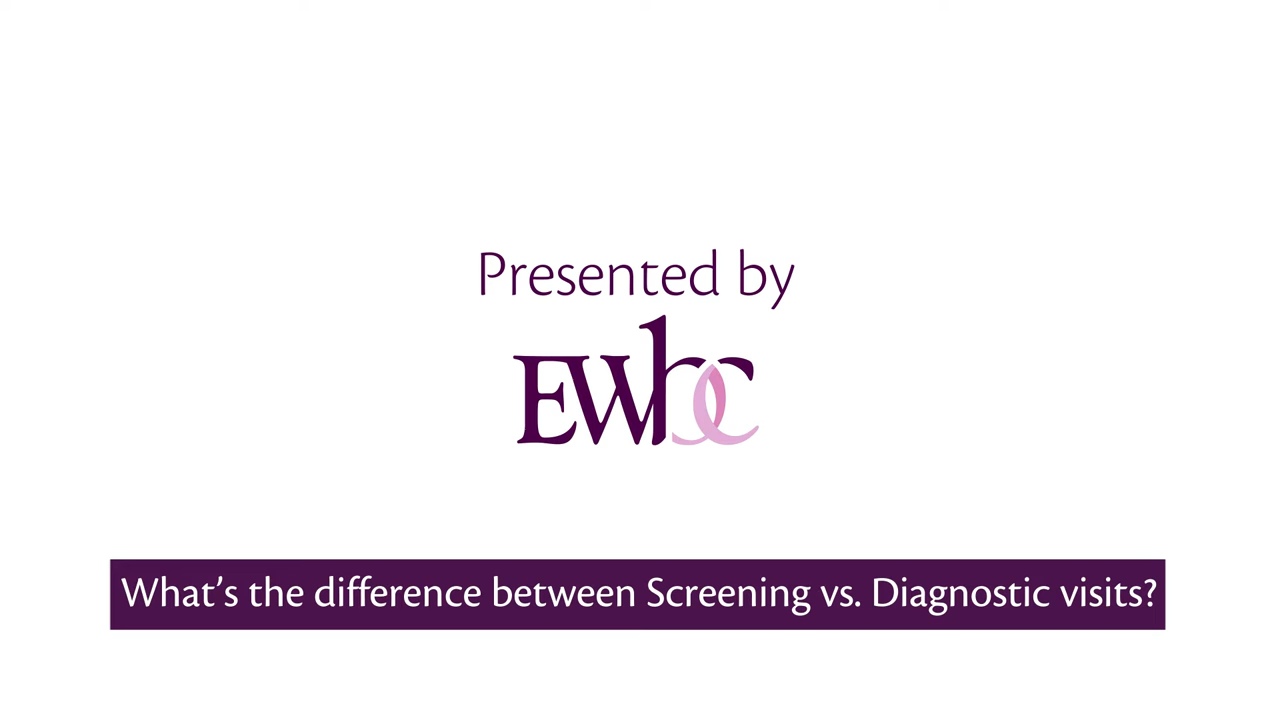 Presented by
EWbc
What's the difference between Screening vs. Diagnostic visits?